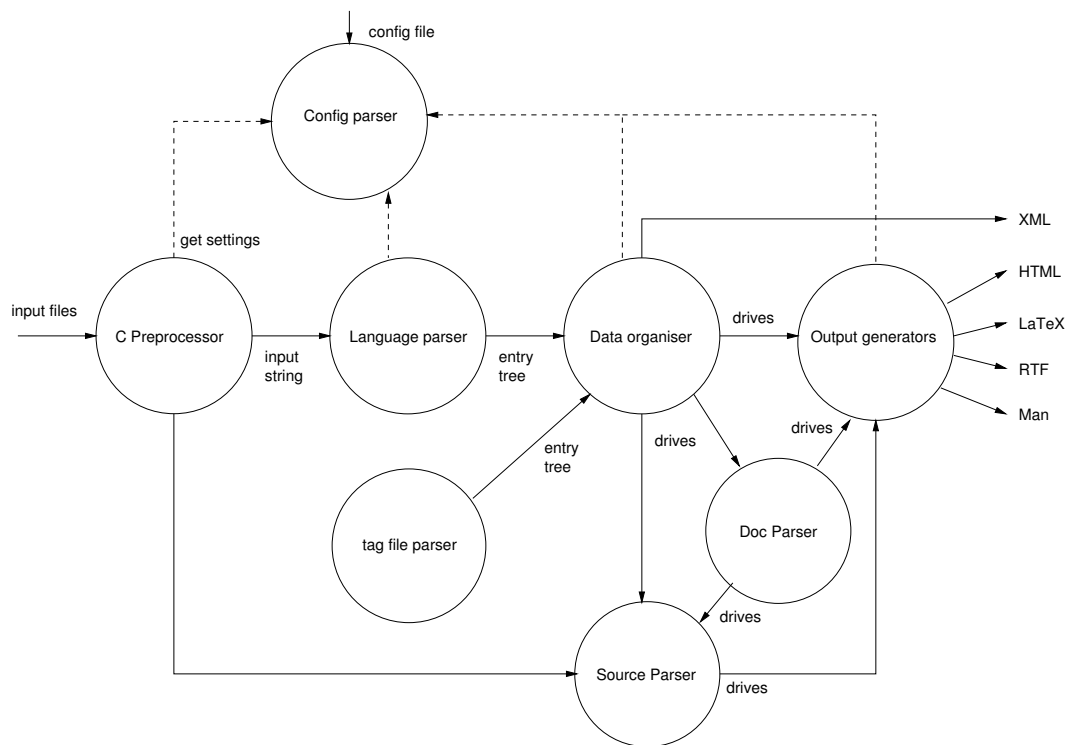 config file
Config parser
get settings
XML
HTML
input files
C Preprocessor
input
string
Language parser
entry
tree
Data organiser
drives
Output generators
LaTeX
RTF
Man
drives
drives
entry
tree
tag file parser
Doc Parser
drives
Source Parser
drives